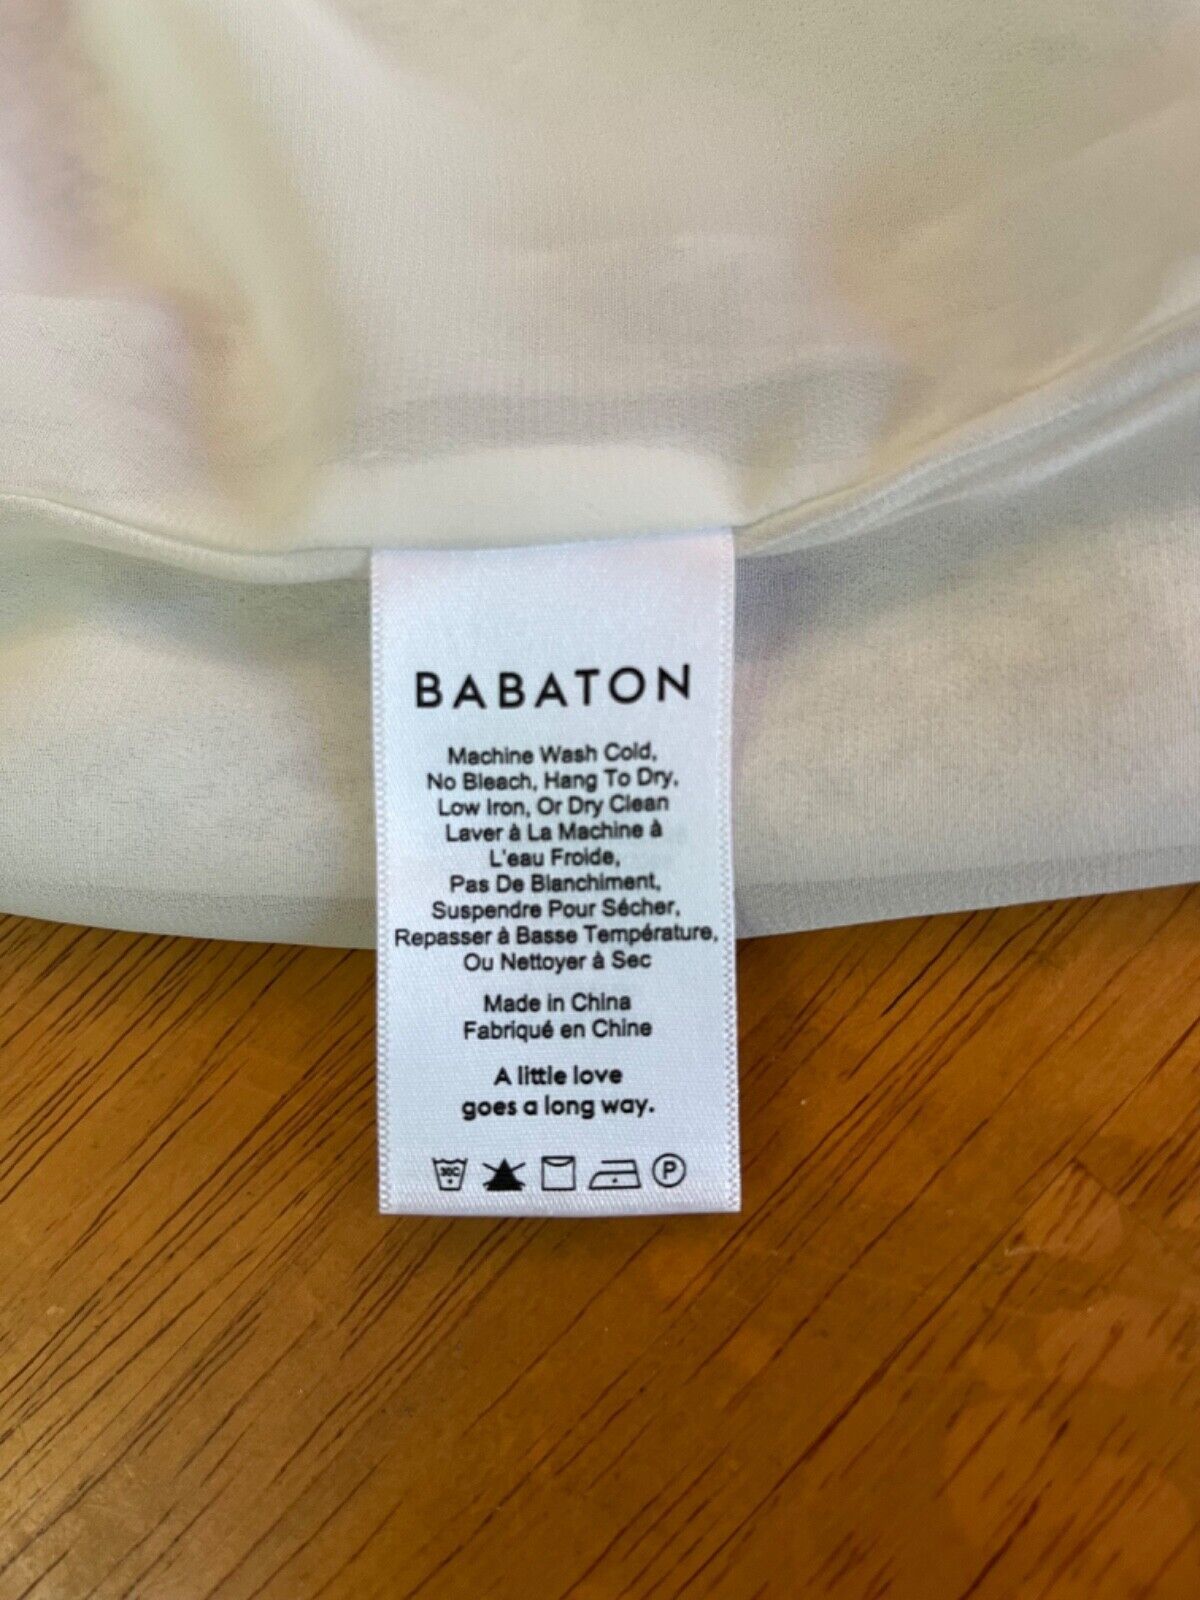 BABATON
Machine Wash Cold,
No Bleach, Hang To Dry,
Low Iron, Or Dry Clean
Laver à La Machine à
L'eau Froide,
Pas De Blanchiment,
Suspendre Pour Sécher,
Repasser à Basse Température,
Ou Nettoyer à Sec
Made in China
Fabriqué en Chine
A little love
goes a long way.
30C P